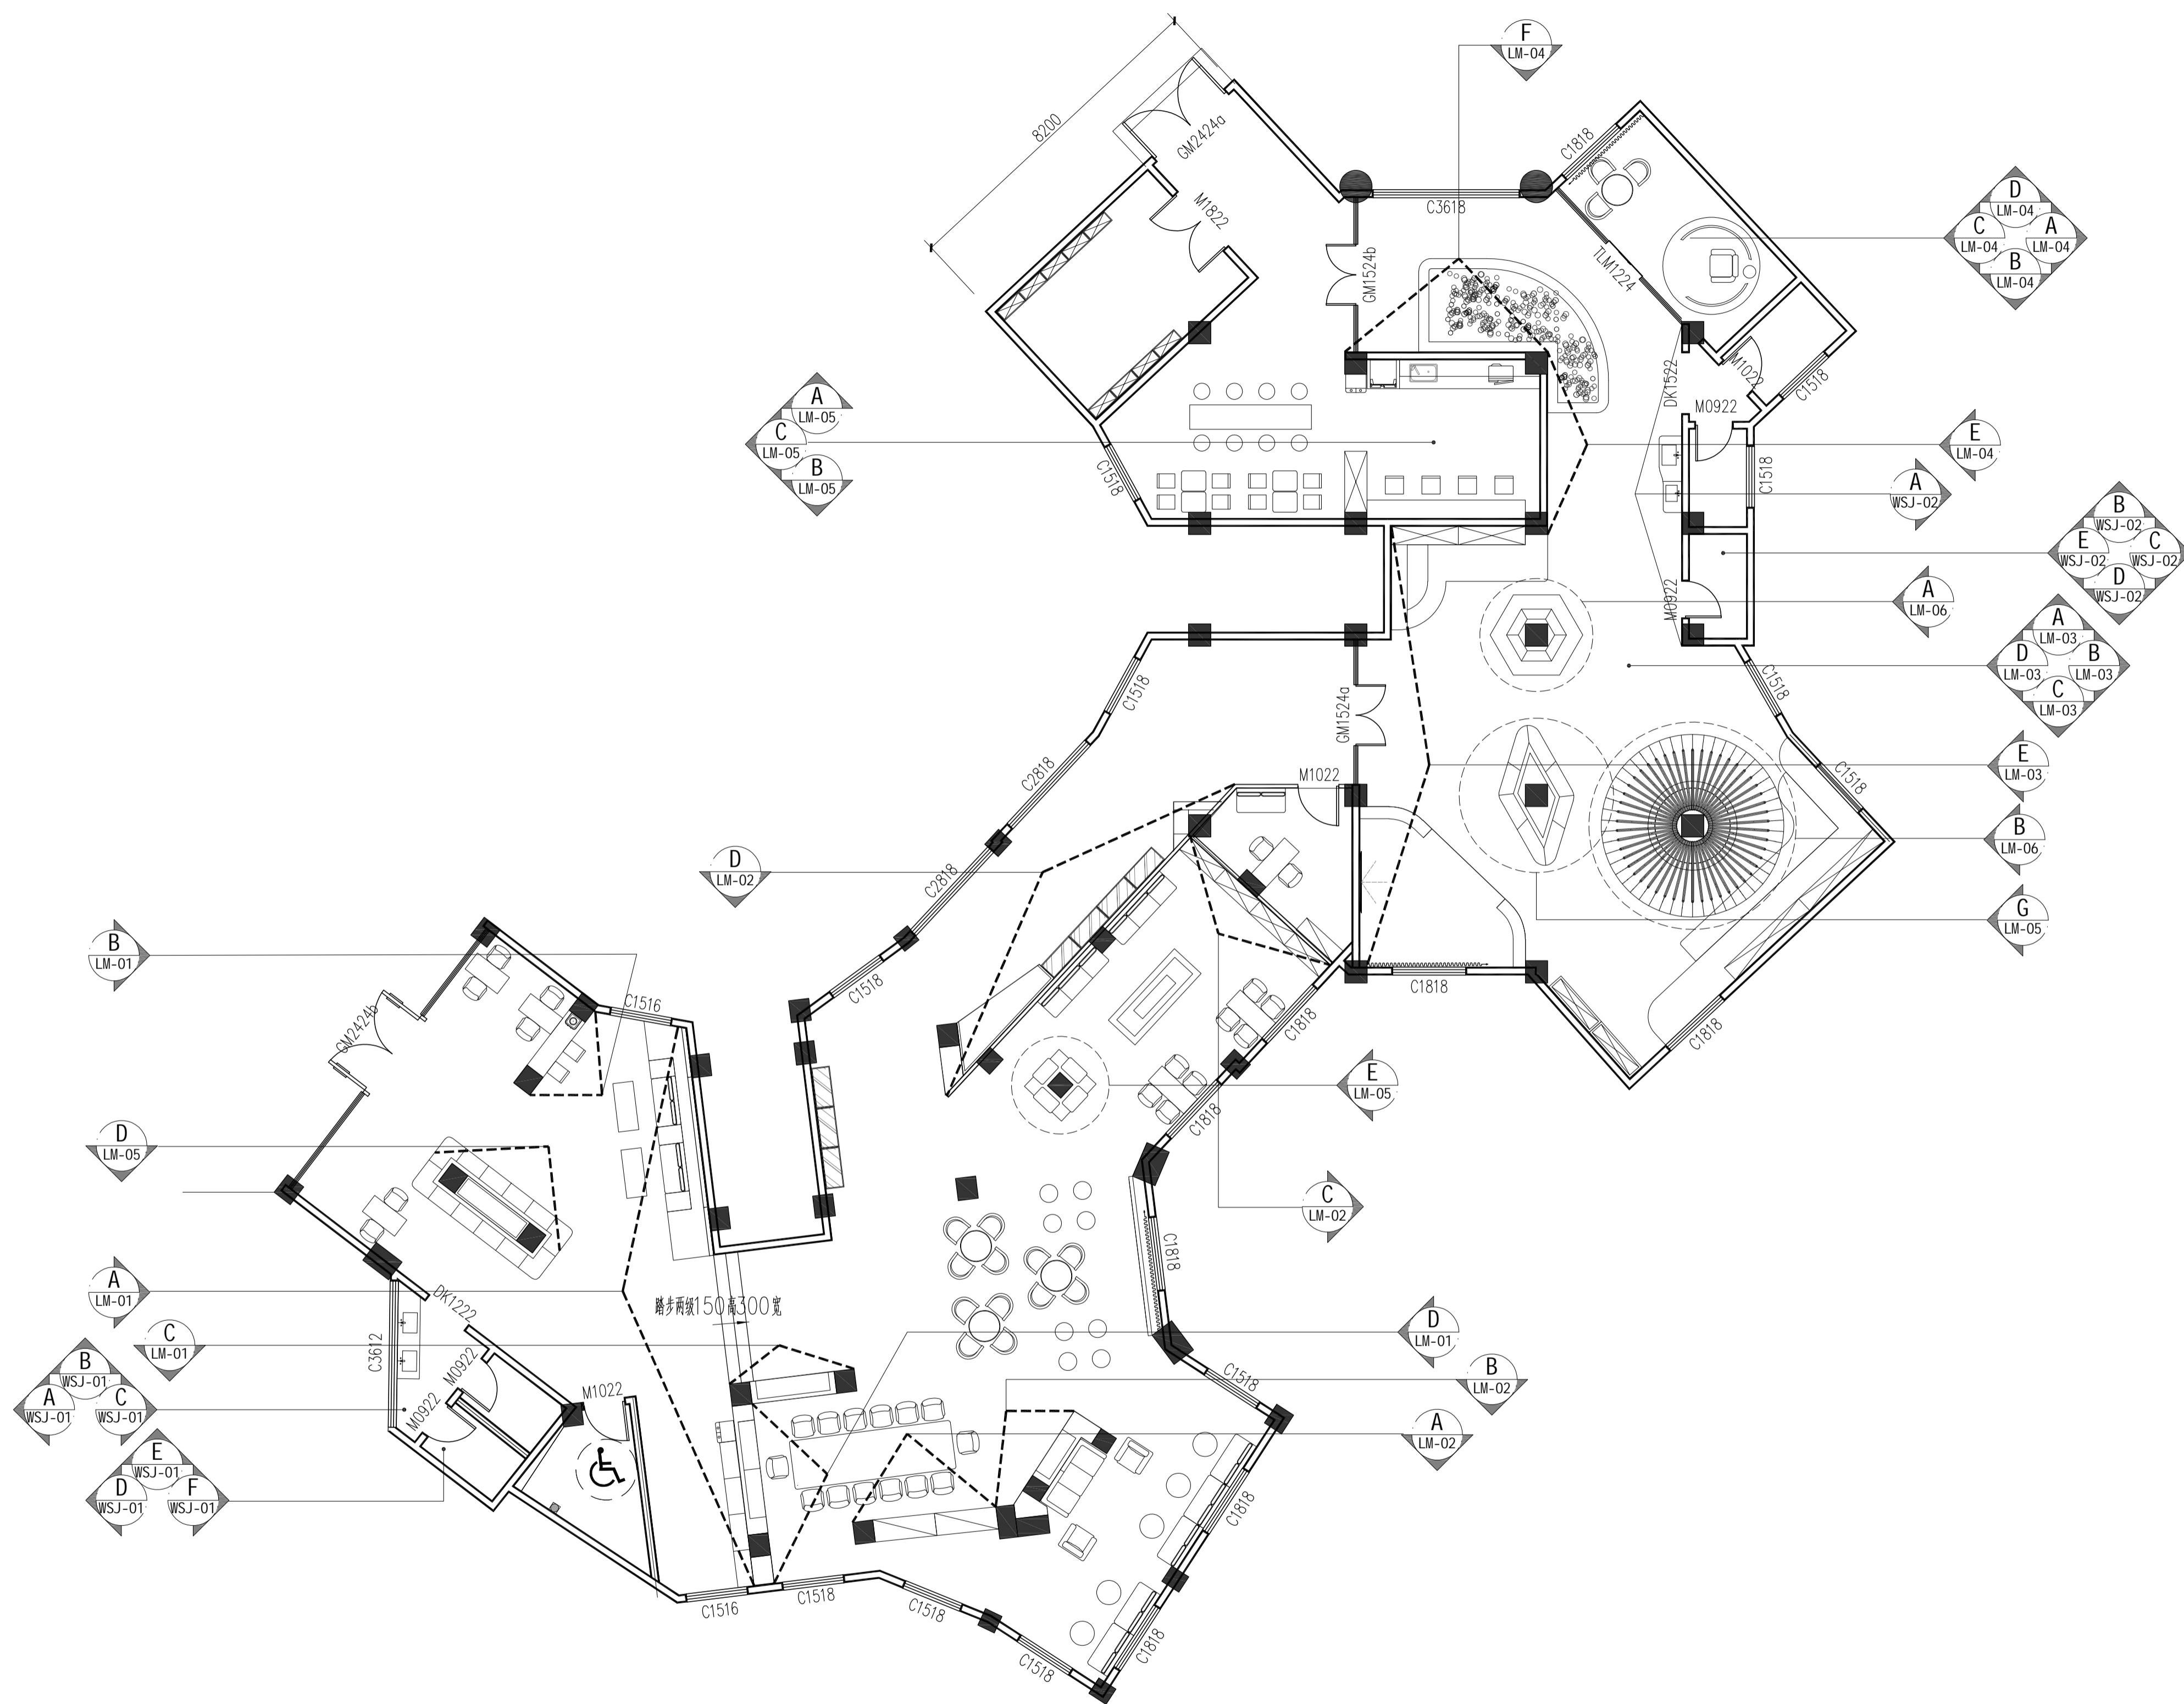 F
LM-04
8200
GM2424a
C1818
M1822
C3618
D
LM-04
C
LM-04
A
LM-04
B
LM-04
GM1524b
TLM1224
DK1522
M1022
C1518
A
LM-05
C
LM-05
B
LM-05
M0922
E
LM-04
C1518
C1518
A
WSJ-02
B
WSJ-02
E
WSJ-02
C
WSJ-02
D
WSJ-02
M0922
A
LM-06
A
LM-03
D
LM-03
B
LM-03
C
LM-03
C1518
C1518
GM1524a
C2818
M1022
C1518
E
LM-03
B
LM-06
D
LM-02
C2818
G
LM-05
B
LM-01
C1518
C1516
C1818
C1818
C1818
GM2424b
E
LM-05
C1818
D
LM-05
C
LM-02
C1818
A
LM-01
DK1222
踏步两级150高300宽
C
LM-01
C3612
D
LM-01
B
WSJ-01
A
WSJ-01
C
WSJ-01
M0922
M0922
M1022
C1518
B
LM-02
A
LM-02
E
WSJ-01
D
WSJ-01
F
WSJ-01
C1818
C1516
C1518
C1518
C1518
C1818